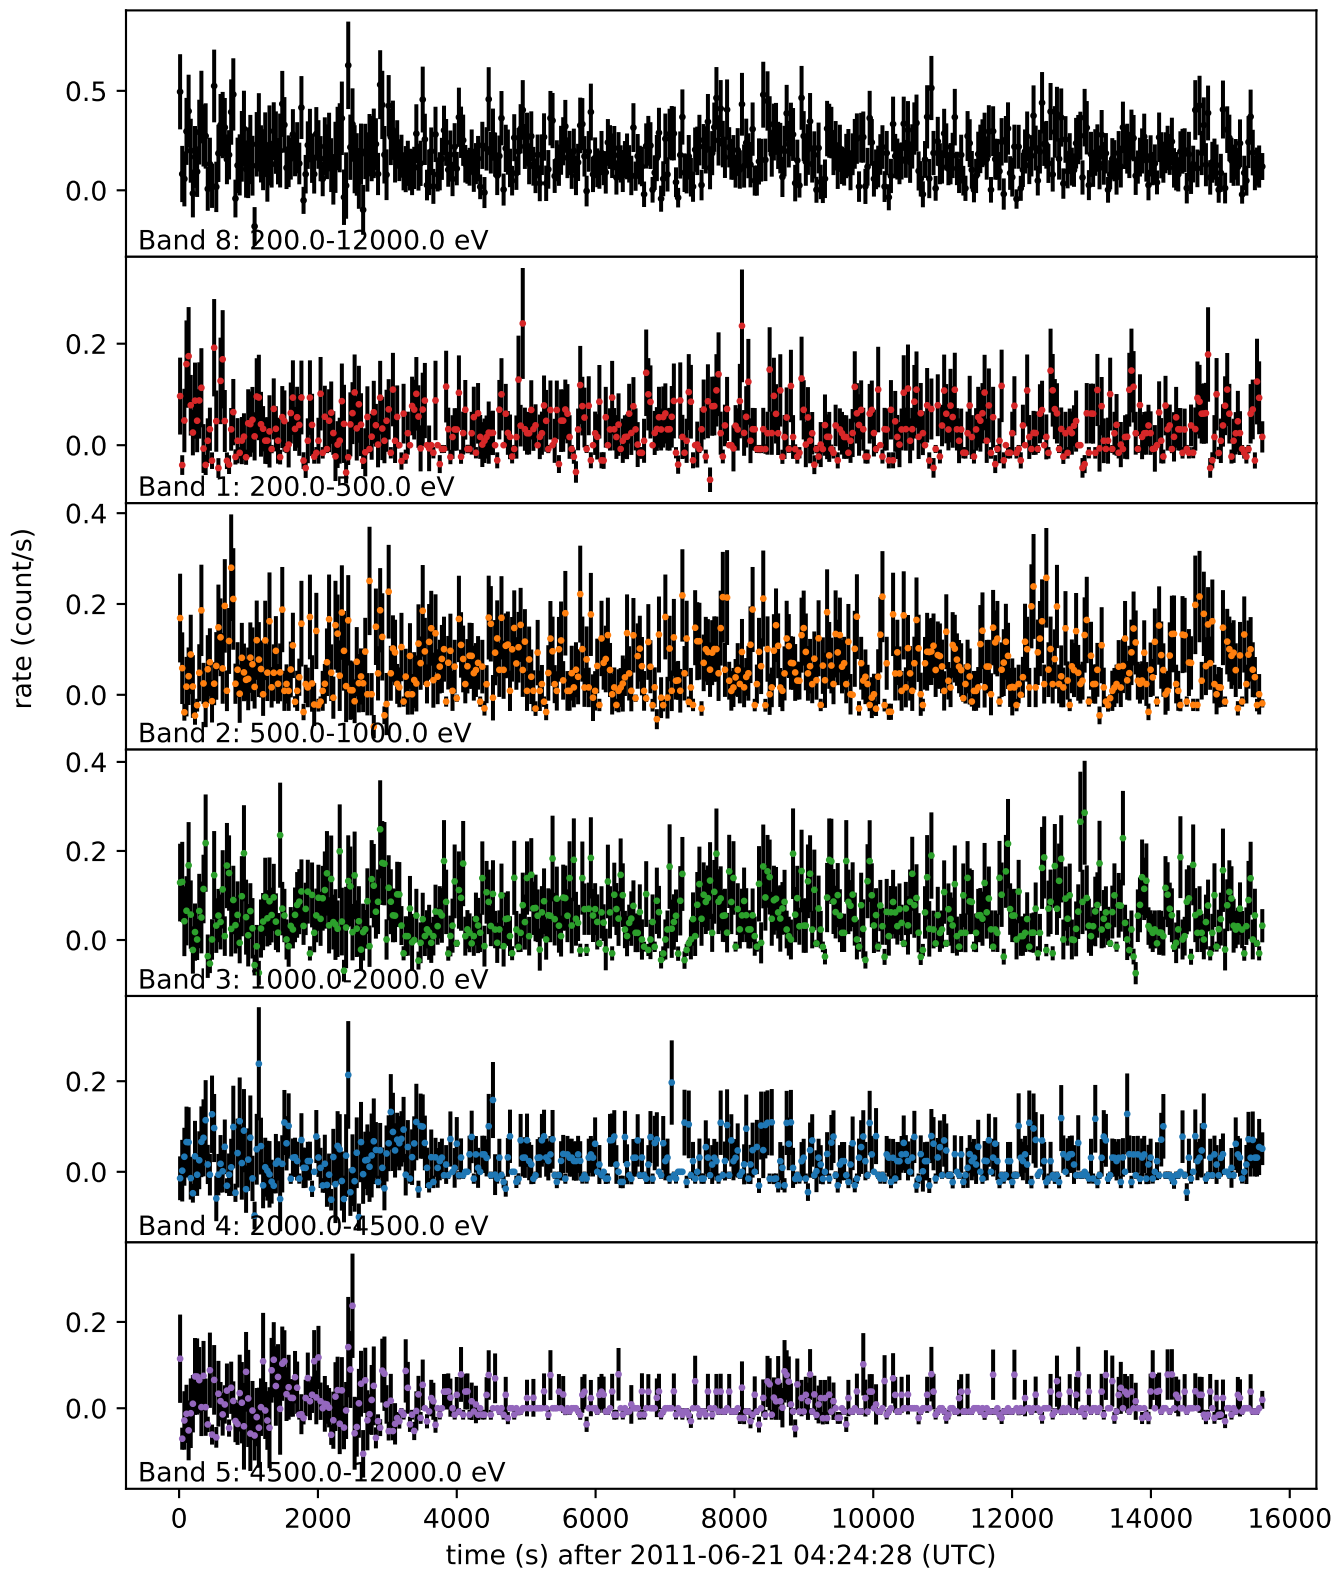 0.5
0.0
Band 8: 200.0-12000.0 eV
0.2
0.0
Band 1: 200.0-500.0 eV
0.4
0.2
0.0
Band 2: 500.0-1000.0 eV
rate (count/s)
0.4
0.2
0.0
Band 3: 1000.0-2000.0 eV
0.2
0.0
Band 4: 2000.0-4500.0 eV
0.2
0.0
Band 5: 4500.0-12000.0 eV
0 2000 4000 6000 8000 10000 12000 14000 16000
time (s) after 2011-06-21 04:24:28 (UTC)